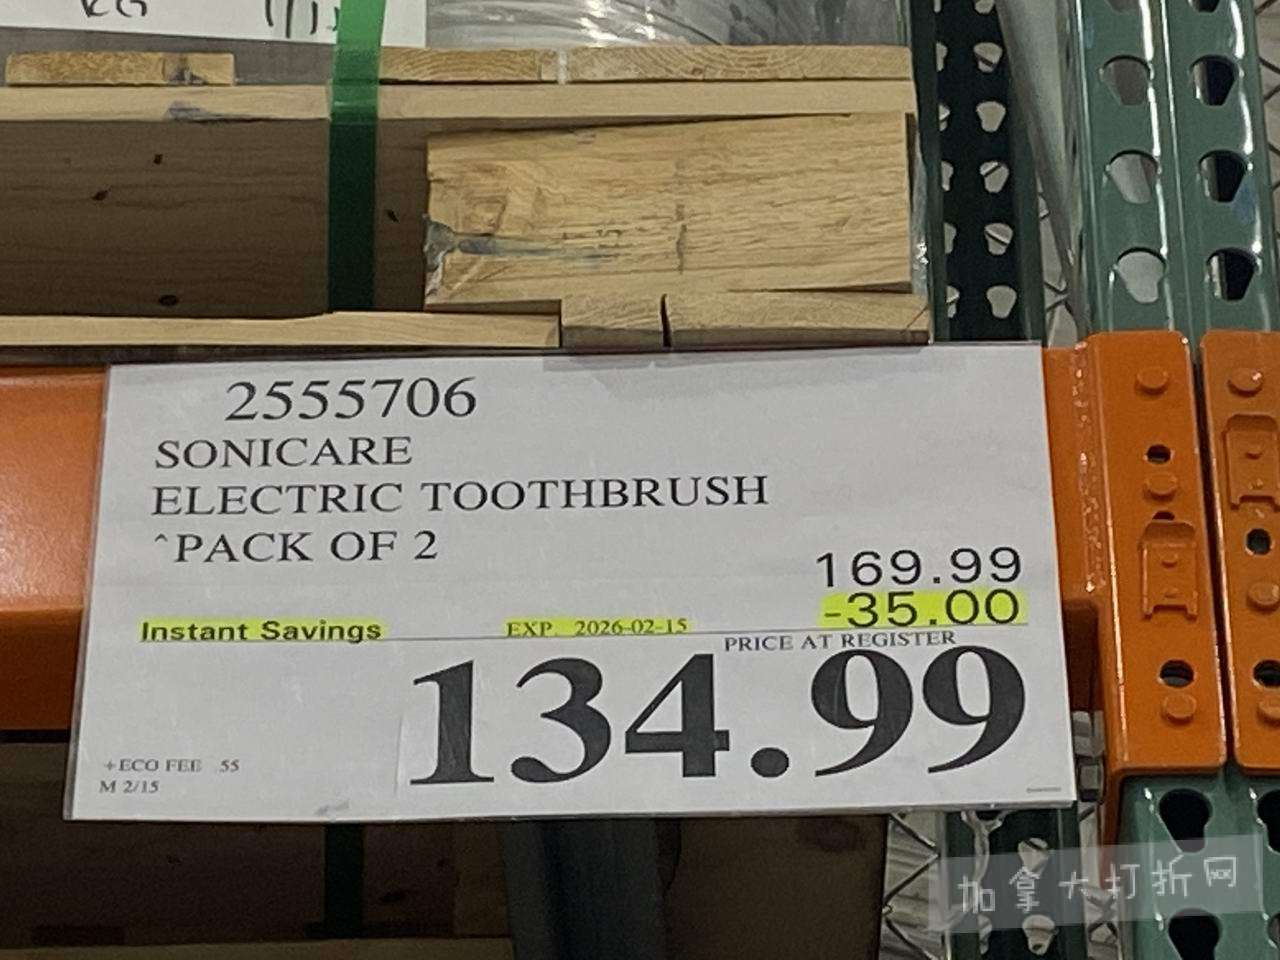 2555706
SONICARE
ELECTRIC TOOTHBRUSH
^PACK OF 2
169.99
-35.00
Instant Savings EXP. 2026-02-15
PRICE AT REGISTER
134.99
+ECO FEE .55
M 2/15
加拿大打折网